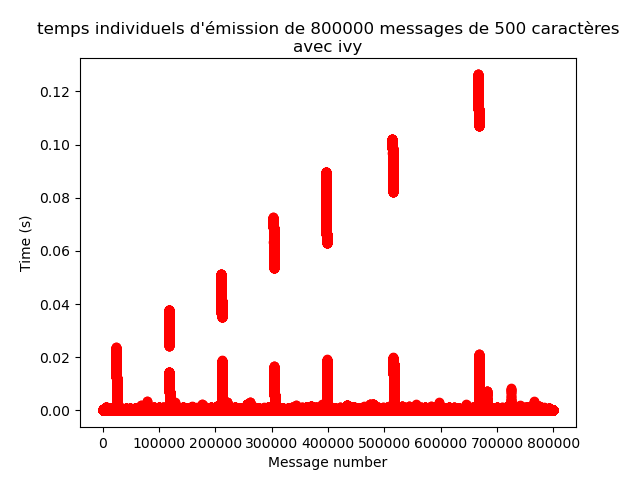 temps individuels d'émission de 800000 messages de 500 caractères
avec ivy
Time (s)
0.12
0.10
0.08
0.06
0.04
0.02
0.00
0 100000 200000 300000 400000 500000 600000 700000 800000
Message number